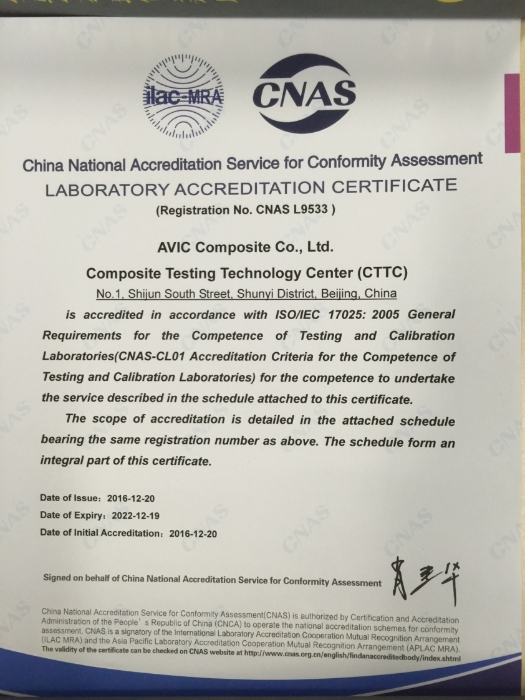 ilac-MRA
CNAS
China National Accreditation Service for Conformity Assessment
LABORATORY ACCREDITATION CERTIFICATE
(Registration No. CNAS L9533 )
AVIC Composite Co., Ltd.
Composite Testing Technology Center (CTTC)
No.1, Shijun South Street, Shunyi District, Beijing, China
is accredited in accordance with ISO/IEC 17025: 2005 General
Requirements for the Competence of Testing and Calibration
Laboratories(CNAS-CL01 Accreditation Criteria for the Competence of
Testing and Calibration Laboratories) for the competence to undertake
the service described in the schedule attached to this certificate.
The scope of accreditation is detailed in the attached schedule
bearing the same registration number as above. The schedule form an
integral part of this certificate.
Date of Issue: 2016-12-20
Date of Expiry: 2022-12-19
Date of Initial Accreditation: 2016-12-20
Signed on behalf of China National Accreditation Service for Conformity Assessment
China National Accreditation Service for Conformity Assessment(CNAS) is authorized by Certification and Accreditation
Administration of the People's Republic of China (CNCA) to operate the national accreditation schemes for conformity
assessment. CNAS is a signatory of the International Laboratory Accreditation Cooperation Mutual Recognition Arrangement
(ILAC MRA) and the Asia Pacific Laboratory Accreditation Cooperation Mutual Recognition Arrangement (APLAC MRA).
The validity of the certificate can be checked on CNAS website at http://www.cnas.org.cn/english/findanaccreditedbody/index.shtml